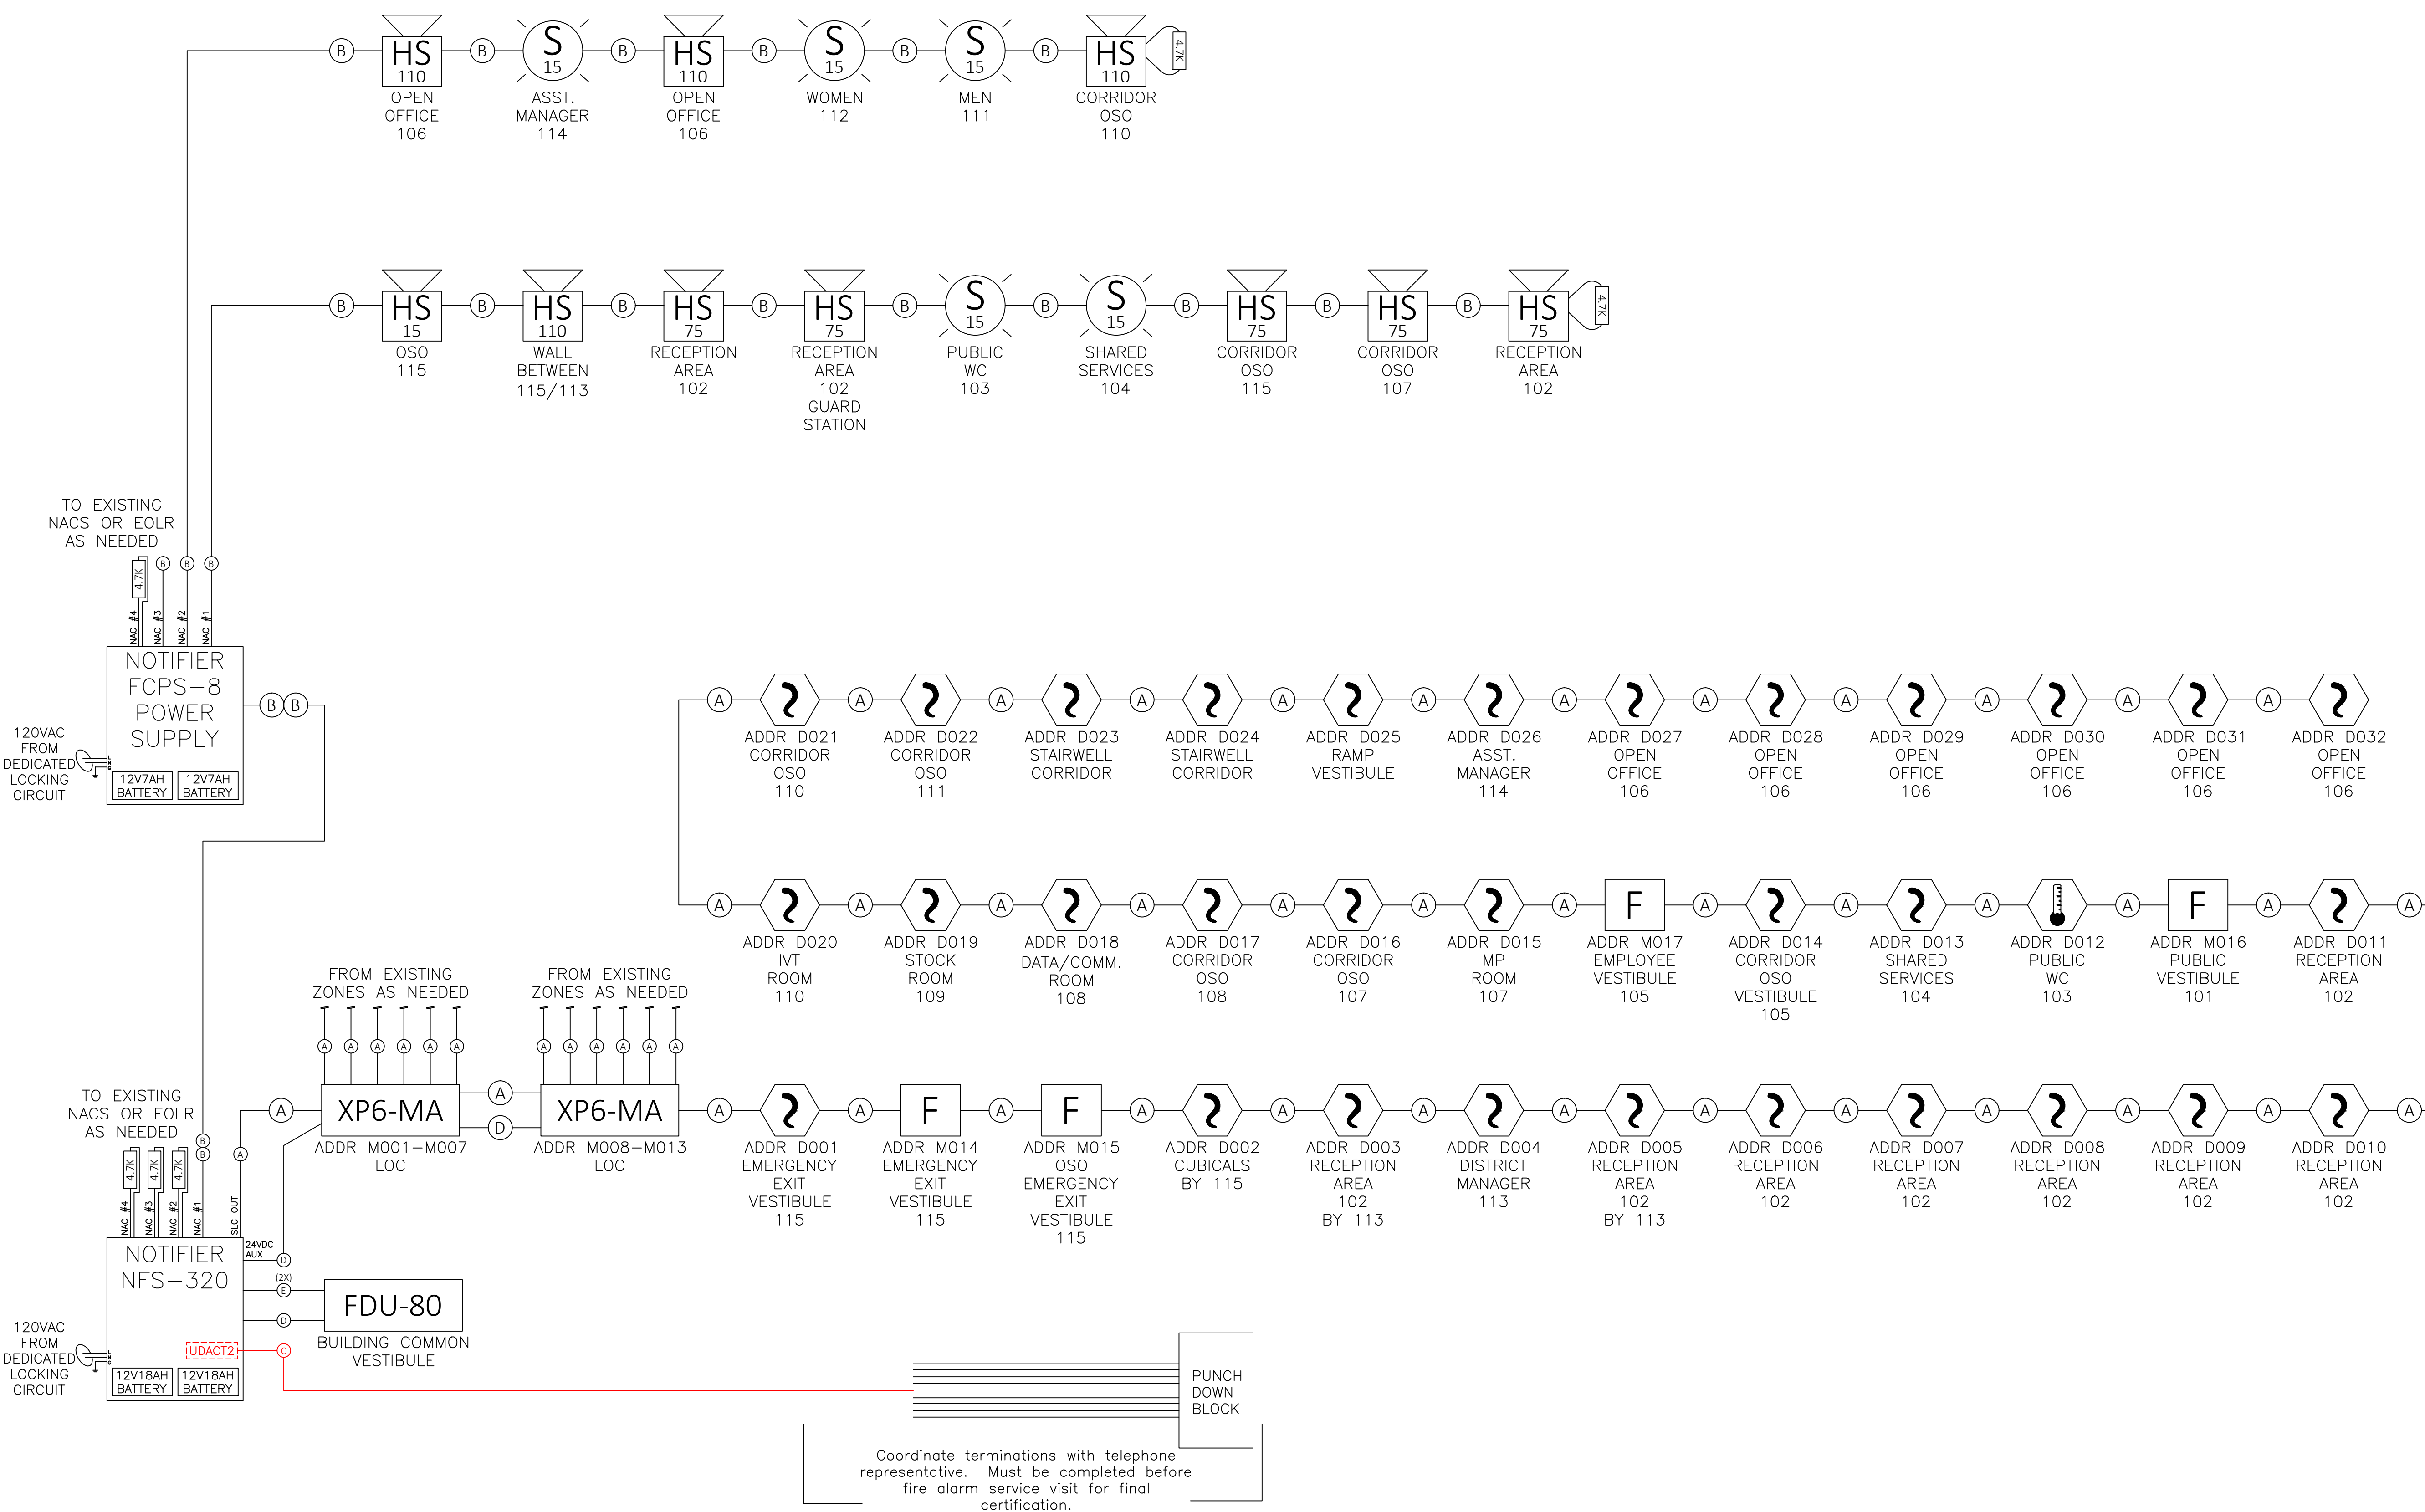 B
HS
110
OPEN
OFFICE
106
B
S
15
ASST.
MANAGER
114
B
HS
110
OPEN
OFFICE
106
B
S
15
WOMEN
112
B
S
15
MEN
111
B
HS
110
CORRIDOR
OSO
110
4.7K
B
HS
15
OSO
115
B
HS
110
WALL
BETWEEN
115/113
B
HS
75
RECEPTION
AREA
102
B
HS
75
RECEPTION
AREA
102
GUARD
STATION
B
S
15
PUBLIC
WC
103
B
S
15
SHARED
SERVICES
104
B
HS
75
CORRIDOR
OSO
115
B
HS
75
CORRIDOR
OSO
107
B
HS
75
RECEPTION
AREA
102
4.7K
TO EXISTING
NACS OR EOLR
AS NEEDED
4.7K
B
B
B
NAC #4
NAC #3
NAC #2
NAC #1
NOTIFIER
FCPS-8
POWER
SUPPLY
B
B
120VAC
FROM
DEDICATED
LOCKING
CIRCUIT
12V7AH
BATTERY
12V7AH
BATTERY
A
ADDR D021
CORRIDOR
OSO
110
A
ADDR D022
CORRIDOR
OSO
111
A
ADDR D023
STAIRWELL
CORRIDOR
A
ADDR D024
STAIRWELL
CORRIDOR
A
ADDR D025
RAMP
VESTIBULE
A
ADDR D026
ASST.
MANAGER
114
A
ADDR D027
OPEN
OFFICE
106
A
ADDR D028
OPEN
OFFICE
106
A
ADDR D029
OPEN
OFFICE
106
A
ADDR D030
OPEN
OFFICE
106
A
ADDR D031
OPEN
OFFICE
106
A
ADDR D032
OPEN
OFFICE
106
A
ADDR D020
IVT
ROOM
110
A
ADDR D019
STOCK
ROOM
109
A
ADDR D018
DATA/COMM.
ROOM
108
A
ADDR D017
CORRIDOR
OSO
108
A
ADDR D016
CORRIDOR
OSO
107
A
ADDR D015
MP
ROOM
107
A
F
ADDR M017
EMPLOYEE
VESTIBULE
105
A
ADDR D014
CORRIDOR
OSO
VESTIBULE
105
A
ADDR D013
SHARED
SERVICES
104
A
ADDR D012
PUBLIC
WC
103
A
F
ADDR M016
PUBLIC
VESTIBULE
101
A
ADDR D011
RECEPTION
AREA
102
A
FROM EXISTING
ZONES AS NEEDED
A A A A A A
FROM EXISTING
ZONES AS NEEDED
A A A A A A
A
XP6-MA
ADDR M001-M007
LOC
A
D
XP6-MA
ADDR M008-M013
LOC
A
ADDR D001
EMERGENCY
EXIT
VESTIBULE
115
A
F
ADDR M014
EMERGENCY
EXIT
VESTIBULE
115
A
F
ADDR M015
OSO
EMERGENCY
EXIT
VESTIBULE
115
A
ADDR D002
CUBICALS
BY 115
A
ADDR D003
RECEPTION
AREA
102
BY 113
A
ADDR D004
DISTRICT
MANAGER
113
A
ADDR D005
RECEPTION
AREA
102
BY 113
A
ADDR D006
RECEPTION
AREA
102
A
ADDR D007
RECEPTION
AREA
102
A
ADDR D008
RECEPTION
AREA
102
A
ADDR D009
RECEPTION
AREA
102
A
ADDR D010
RECEPTION
AREA
102
A
TO EXISTING
NACS OR EOLR
AS NEEDED
4.7K
4.7K
4.7K
B
B
A
NAC #4
NAC #3
NAC #2
NAC #1
SLC OUT
24VDC
AUX
D
NOTIFIER
NFS-320
(2X)
E
D
FDU-80
BUILDING COMMON
VESTIBULE
UDACT2
C
120VAC
FROM
DEDICATED
LOCKING
CIRCUIT
12V18AH
BATTERY
12V18AH
BATTERY
PUNCH
DOWN
BLOCK
Coordinate terminations with telephone
representative. Must be completed before
fire alarm service visit for final
certification.